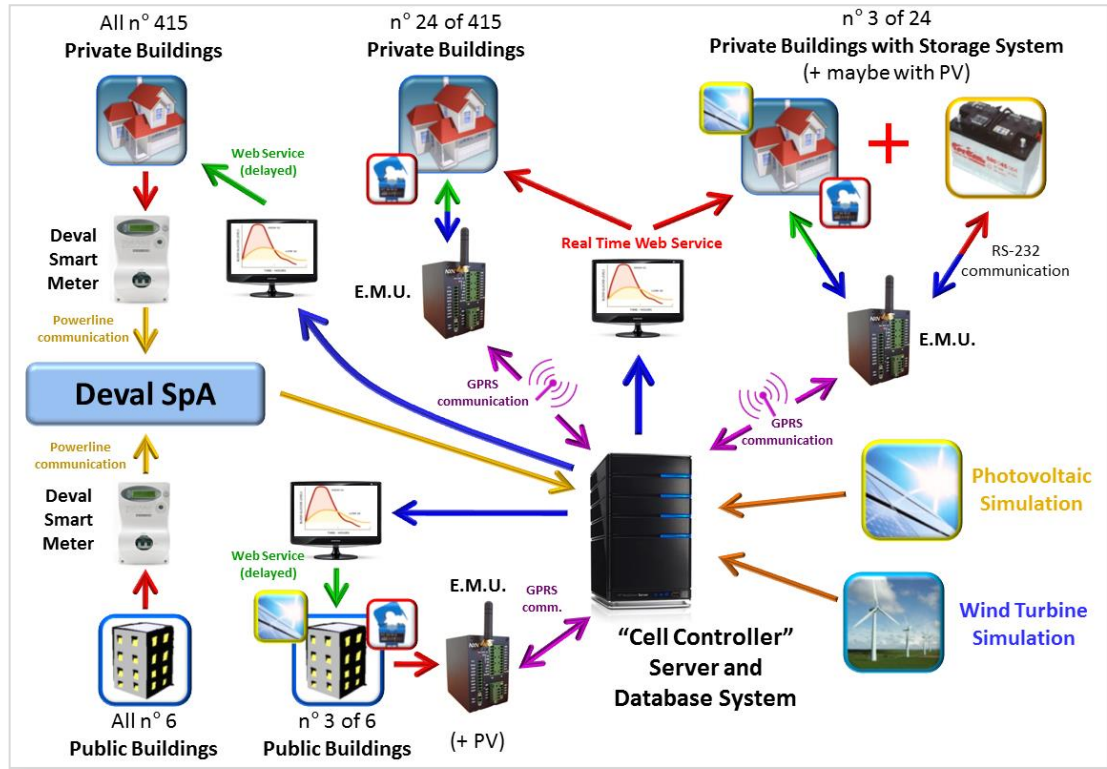 All n° 415
Private Buildings
n° 24 of 415
Private Buildings
n° 3 of 24
Private Buildings with Storage System
(+ maybe with PV)
Web Service
(delayed)
Deval
Smart
Meter
E.M.U.
Real Time Web Service
RS-232
communication
E.M.U.
Powerline
communication
GPRS
communication
GPRS
communication
Deval SpA
Powerline
communication
Deval
Smart
Meter
Photovoltaic
Simulation
Web Service
(delayed)
E.M.U.
GPRS
comm.
Wind Turbine
Simulation
"Cell Controller"
Server and
Database System
All n° 6
Public Buildings
n° 3 of 6
Public Buildings
(+ PV)